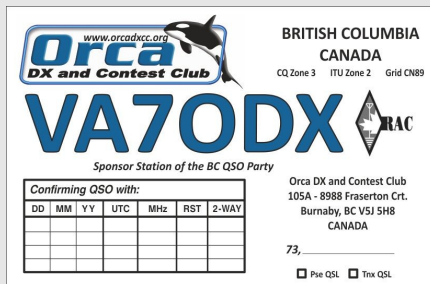 www.orcadxcc.org
Orca
DX and Contest Club
BRITISH COLUMBIA
CANADA
CQ Zone 3 ITU Zone 2 Grid CN89
VA7ODX
RAC
Sponsor Station of the BC QSO Party
Confirming QSO with:
DD MM YY UTC MHz RST 2-WAY
Orca DX and Contest Club
105A - 8988 Fraserton Crt.
Burnaby, BC V5J 5H8
CANADA
73,
Pse QSL Tnx QSL